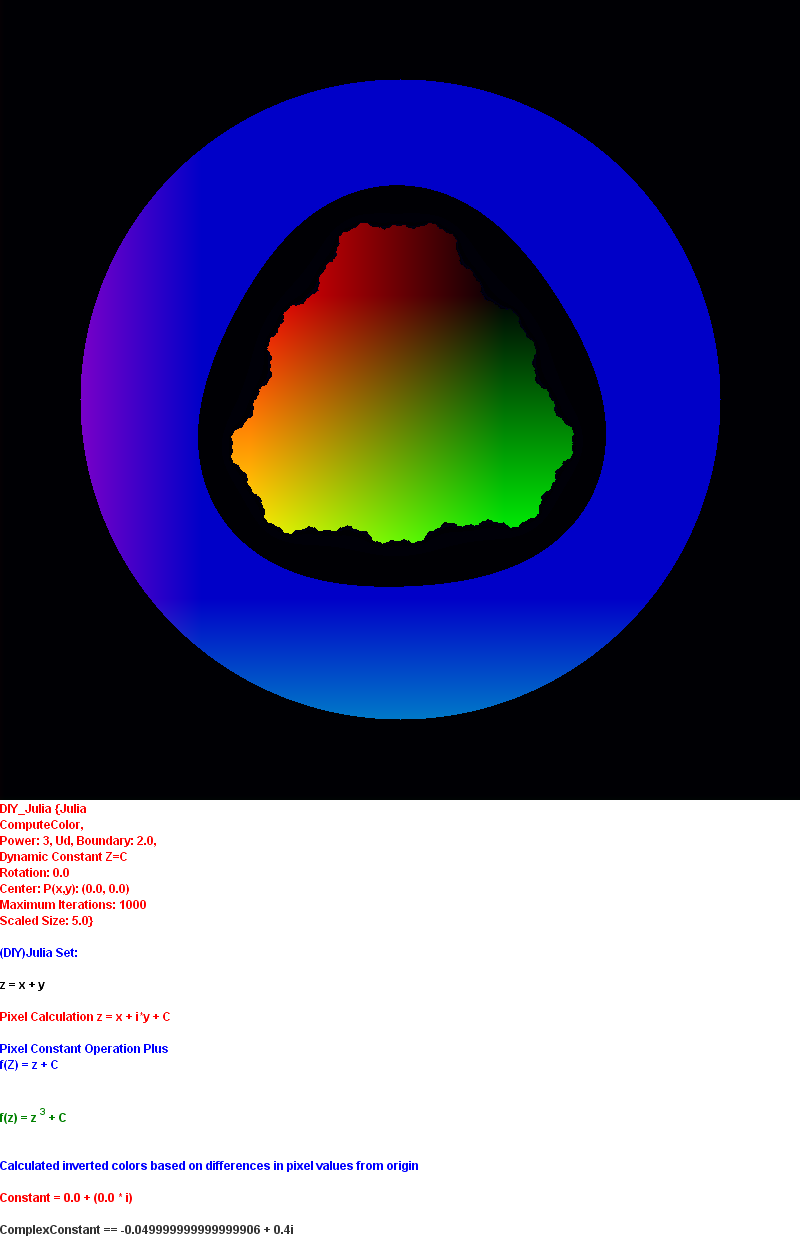 DIY_Julia {Julia
ComputeColor,
Power: 3, Ud, Boundary: 2.0,
Dynamic Constant Z=C
Rotation: 0.0
Center: P(x,y): (0.0, 0.0)
Maximum Iterations: 1000
Scaled Size: 5.0}
(DIY)Julia Set:
z = x + y
Pixel Calculation z = x + i*y + C
Pixel Constant Operation Plus
f(Z) = z + C
f(z) = z ³ + C
Calculated inverted colors based on differences in pixel values from origin
Constant = 0.0 + (0.0 * i)
ComplexConstant == -0.049999999999999906 + 0.4i